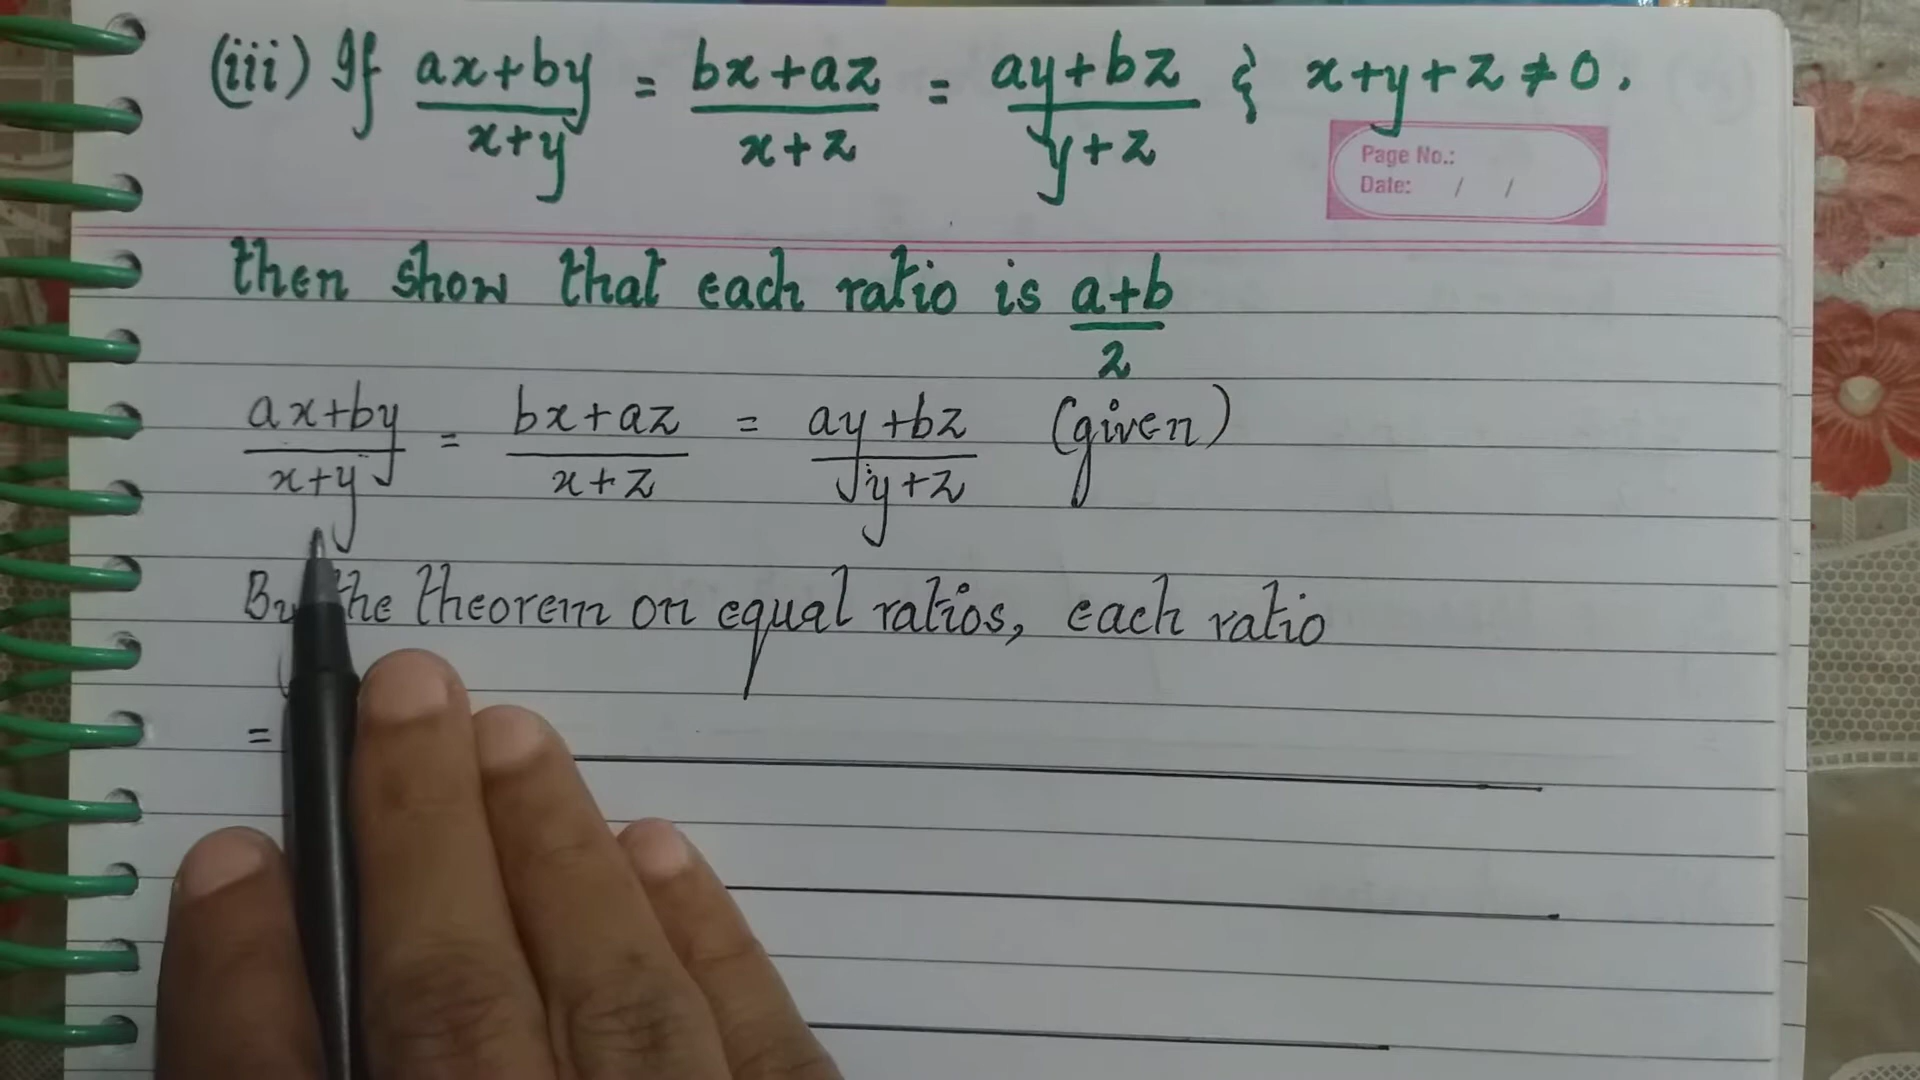 (iii) If ax+by/x+y = bx+az/x+z = ay+bz/y+z & x+y+z≠0.
Page No.:
Date: / /
then show that each ratio is a+b/2
ax+by/x+y = bx+az/x+z = ay+bz/y+z (given)
By the theorem on equal ratios, each ratio
=